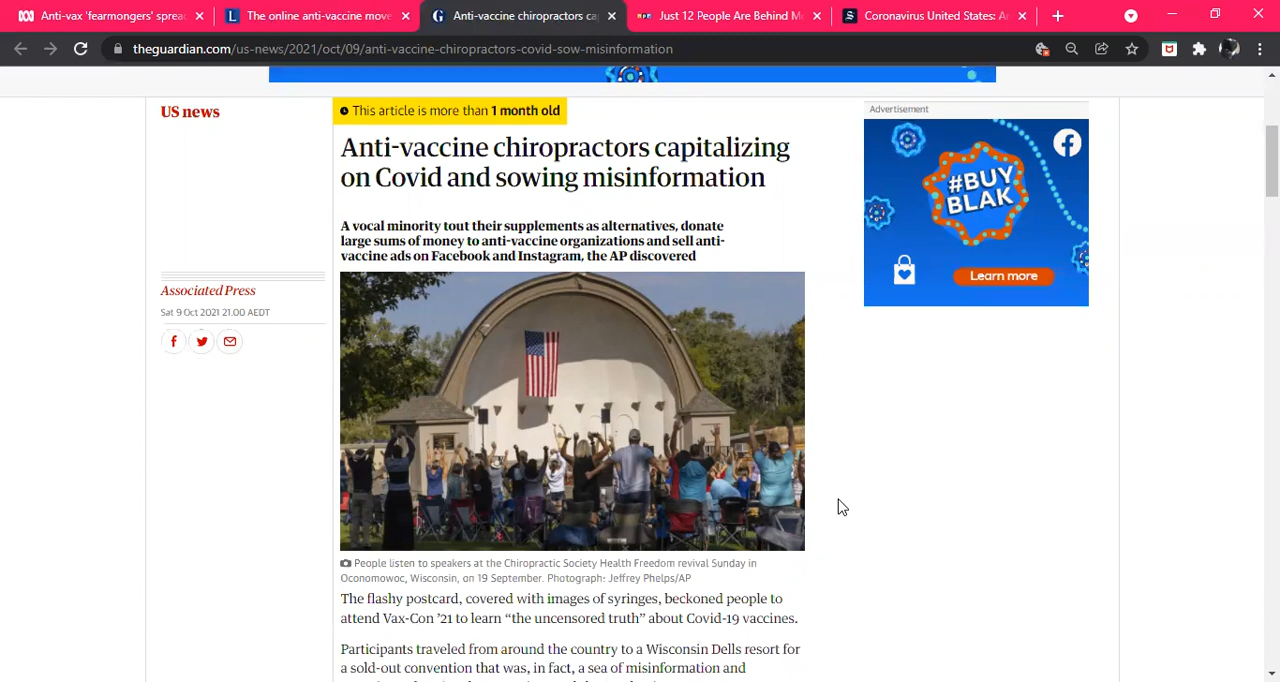 Anti-vax 'fearmongers' sprea
The online anti-vaccine move
Anti-vaccine chiropractors ca
Just 12 People Are Behind M
Coronavirus United States: A
theguardian.com/us-news/2021/oct/09/anti-vaccine-chiropractors-covid-sow-misinformation
US news
This article is more than 1 month old
Anti-vaccine chiropractors capitalizing
on Covid and sowing misinformation
A vocal minority tout their supplements as alternatives, donate
large sums of money to anti-vaccine organizations and sell anti-
vaccine ads on Facebook and Instagram, the AP discovered
Associated Press
Sat 9 Oct 2021 21.00 AEDT
People listen to speakers at the Chiropractic Society Health Freedom revival Sunday in
Oconomowoc, Wisconsin, on 19 September. Photograph: Jeffrey Phelps/AP
The flashy postcard, covered with images of syringes, beckoned people to
attend Vax-Con ’21 to learn “the uncensored truth” about Covid-19 vaccines.
Participants traveled from around the country to a Wisconsin Dells resort for
a sold-out convention that was, in fact, a sea of misinformation and
Advertisement
#BUY
BLAK
Learn more